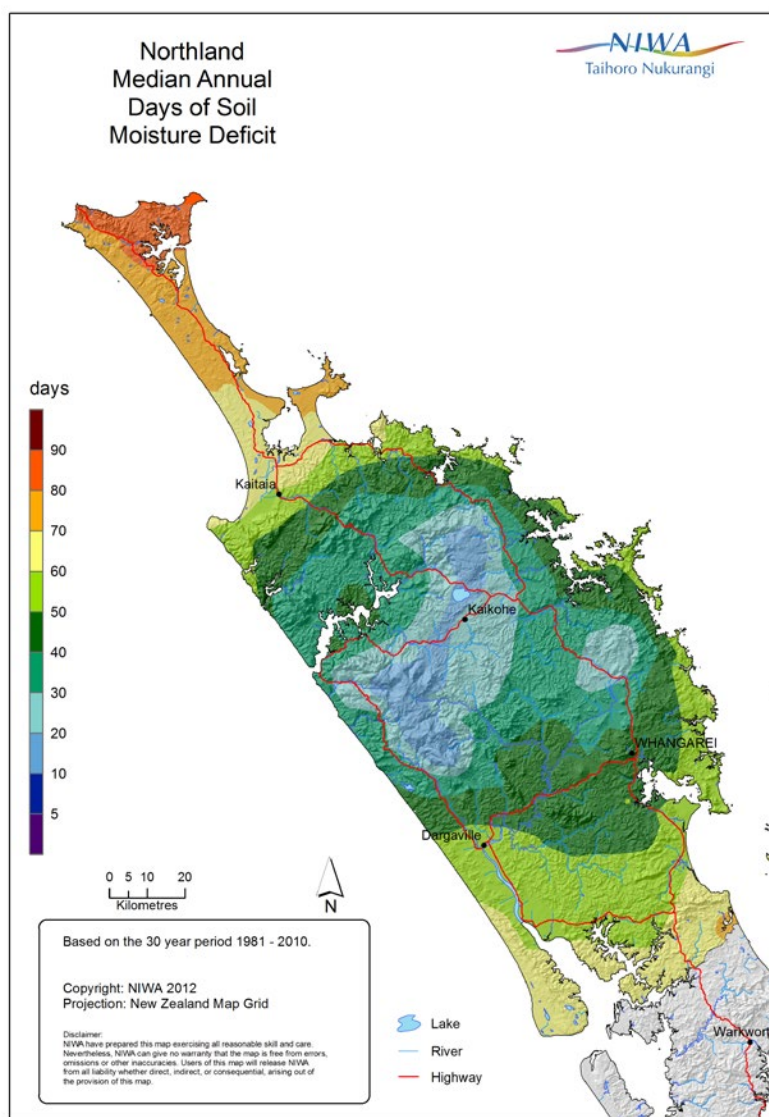 Northland
Median Annual
Days of Soil
Moisture Deficit
NIWA
Taihoro Nukurangi
days
90
80
70
60
50
40
30
20
10
5
Kaitaia
Kaikohe
WHANGAREI
Dargaville
Warkwort
0 5 10 20
Kilometres
N
Based on the 30 year period 1981 - 2010.
Copyright: NIWA 2012
Projection: New Zealand Map Grid
Disclaimer:
NIWA have prepared this map exercising all reasonable skill and care.
Nevertheless, NIWA can give no warranty that the map is free from errors,
omissions or other inaccuracies. Users of this map will release NIWA
from all liability whether direct, indirect, or consequential, arising out of
the provision of this map.
Lake
River
Highway